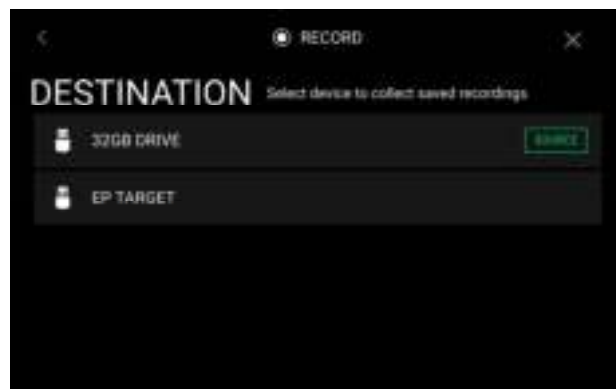 RECORD
DESTINATION Select device to collect saved recordings
32GB DRIVE SOURCE
EP TARGET